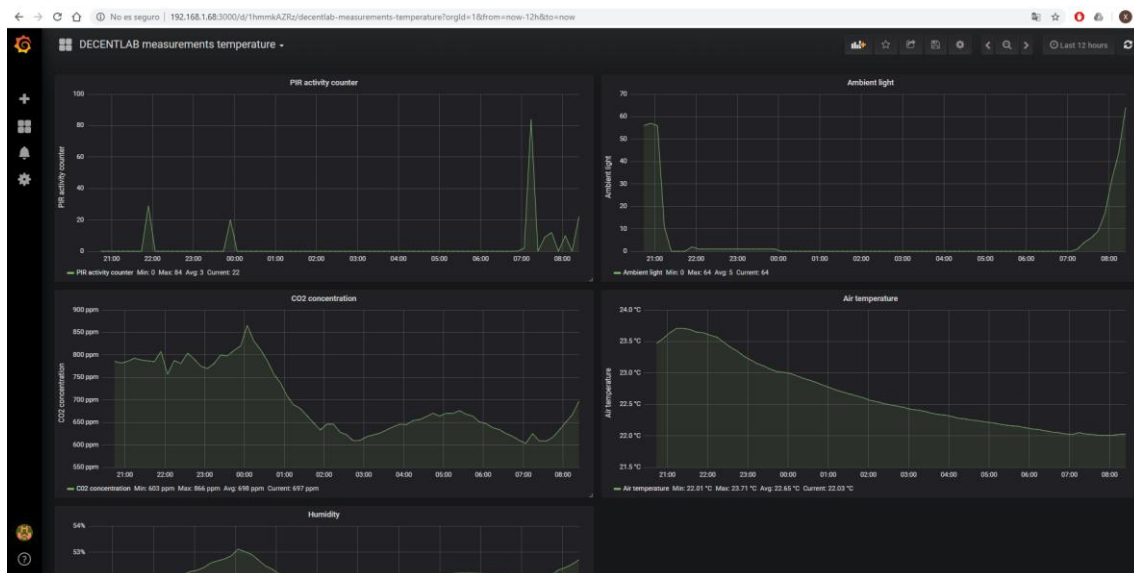 No es seguro | 192.168.1.68:3000/d/1hmmkAZRz/decentlab-measurements-temperature?orgId=1&from=now-12h&to=now
DECENTLAB measurements temperature
Last 12 hours
PIR activity counter
PIR activity counter
100
80
60
40
20
0
21:00 22:00 23:00 00:00 01:00 02:00 03:00 04:00 05:00 06:00 07:00 08:00
PIR activity counter Min: 0 Max: 84 Avg: 3 Current: 22
Ambient light
Ambient light
70
60
50
40
30
20
10
0
21:00 22:00 23:00 00:00 01:00 02:00 03:00 04:00 05:00 06:00 07:00 08:00
Ambient light Min: 0 Max: 64 Avg: 5 Current: 64
CO2 concentration
CO2 concentration
900 ppm
850 ppm
800 ppm
750 ppm
700 ppm
650 ppm
600 ppm
550 ppm
21:00 22:00 23:00 00:00 01:00 02:00 03:00 04:00 05:00 06:00 07:00 08:00
CO2 concentration Min: 603 ppm Max: 866 ppm Avg: 698 ppm Current: 697 ppm
Air temperature
Air temperature
24.0 °C
23.5 °C
23.0 °C
22.5 °C
22.0 °C
21.5 °C
21:00 22:00 23:00 00:00 01:00 02:00 03:00 04:00 05:00 06:00 07:00 08:00
Air temperature Min: 22.01 °C Max: 23.71 °C Avg: 22.65 °C Current: 22.03 °C
Humidity
54%
53%